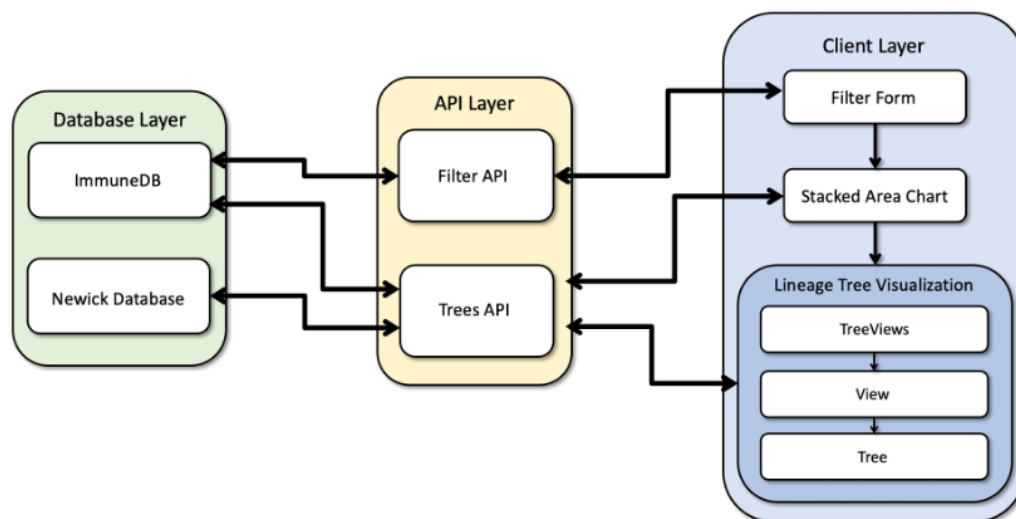 Database Layer
ImmuneDB
Newick Database
API Layer
Filter API
Trees API
Client Layer
Filter Form
Stacked Area Chart
Lineage Tree Visualization
TreeViews
View
Tree